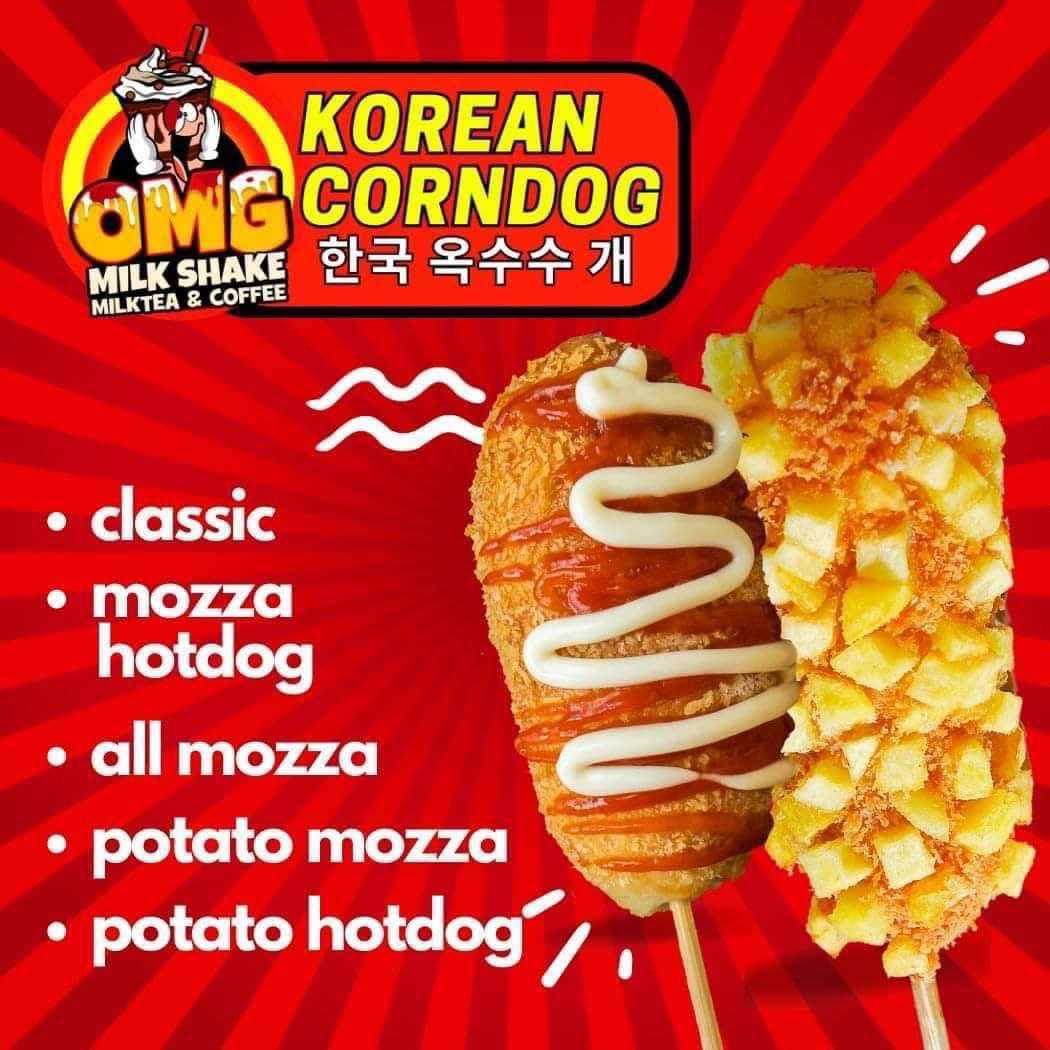 OMG
MILK SHAKE
MILKTEA & COFFEE
KOREAN
CORNDOG
한국 옥수수 개
• classic
• mozza
hotdog
• all mozza
• potato mozza
• potato hotdog